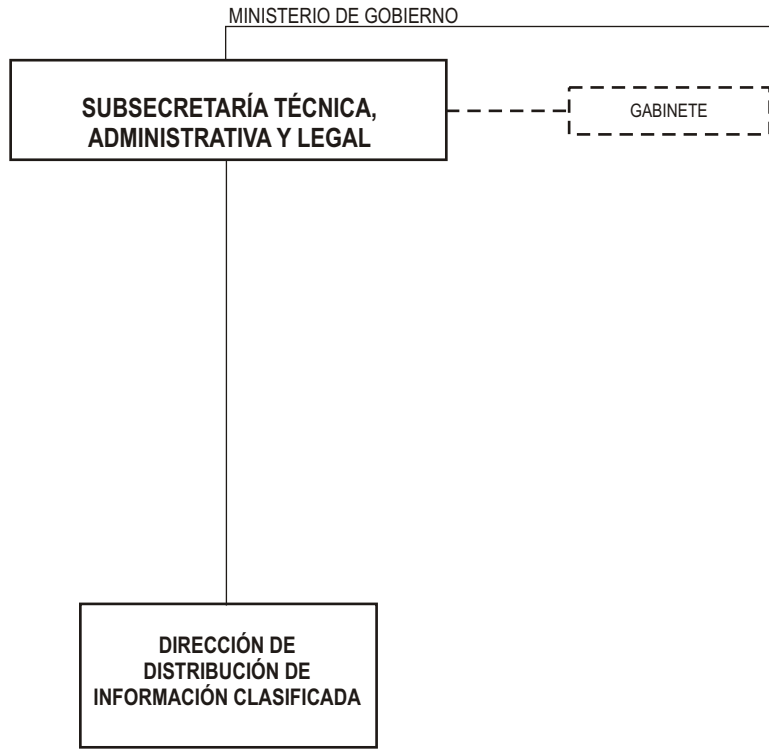 MINISTERIO DE GOBIERNO
SUBSECRETARÍA TÉCNICA,
ADMINISTRATIVA Y LEGAL
GABINETE
DIRECCIÓN DE
DISTRIBUCIÓN DE
INFORMACIÓN CLASIFICADA